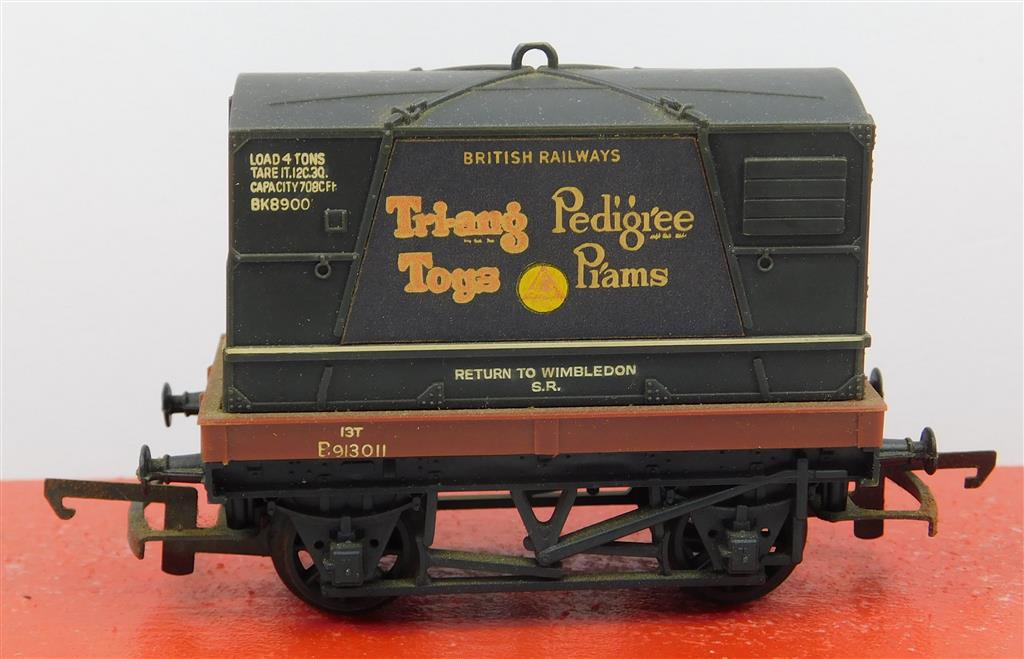 LOAD 4 TONS
TARE 1T.12C.3Q.
CAPACITY 708CFt
BK8900
BRITISH RAILWAYS
Tri-ang Toys
Pedigree Prams
RETURN TO WIMBLEDON
S.R.
13T
B913011